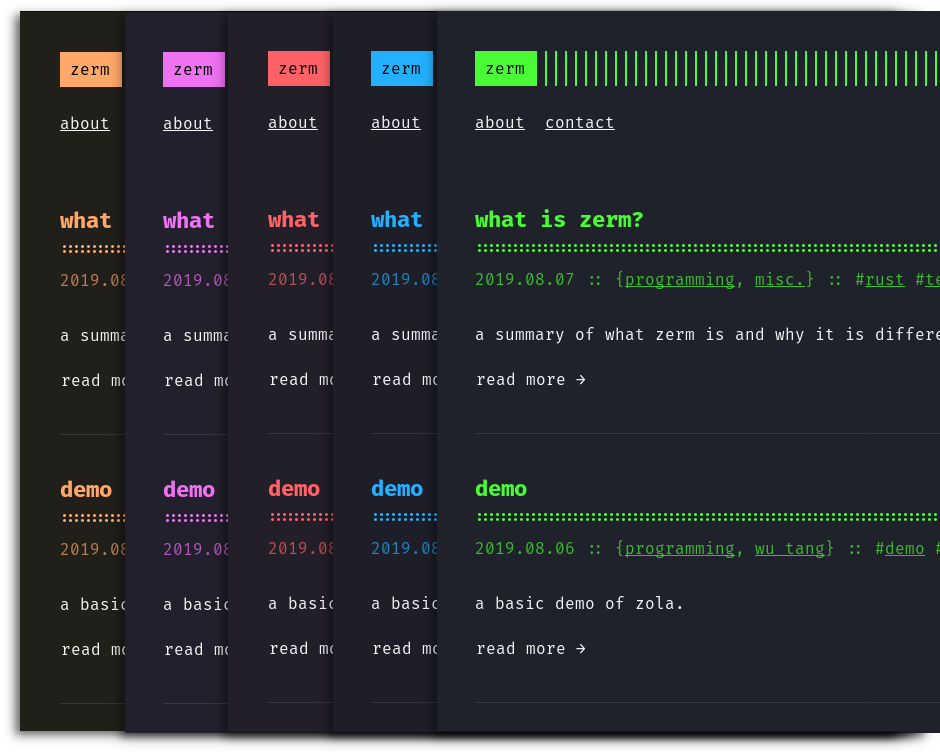 zerm
about
what
2019.08
a summa
read mo
demo
2019.08
a basic
read mo
zerm
about
what
2019.08
a summa
read mo
demo
2019.08
a basic
read mo
zerm
about
what
2019.08
a summa
read mo
demo
2019.08
a basic
read mo
zerm
about
what
2019.08
a summa
read mo
demo
2019.08
a basic
read mo
zerm
about contact
what is zerm?
2019.08.07 :: {programming, misc.} :: #rust #te
a summary of what zerm is and why it is differe
read more →
demo
2019.08.06 :: {programming, wu tang} :: #demo #
a basic demo of zola.
read more →